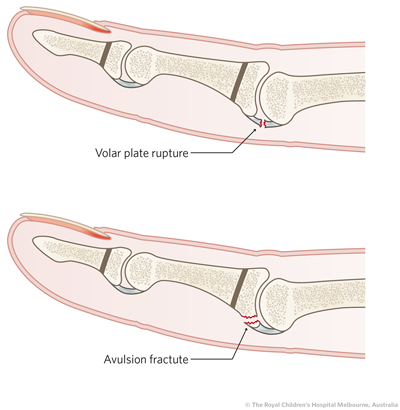 Volar plate rupture
Avulsion fractute
© The Royal Children's Hospital Melbourne, Australia